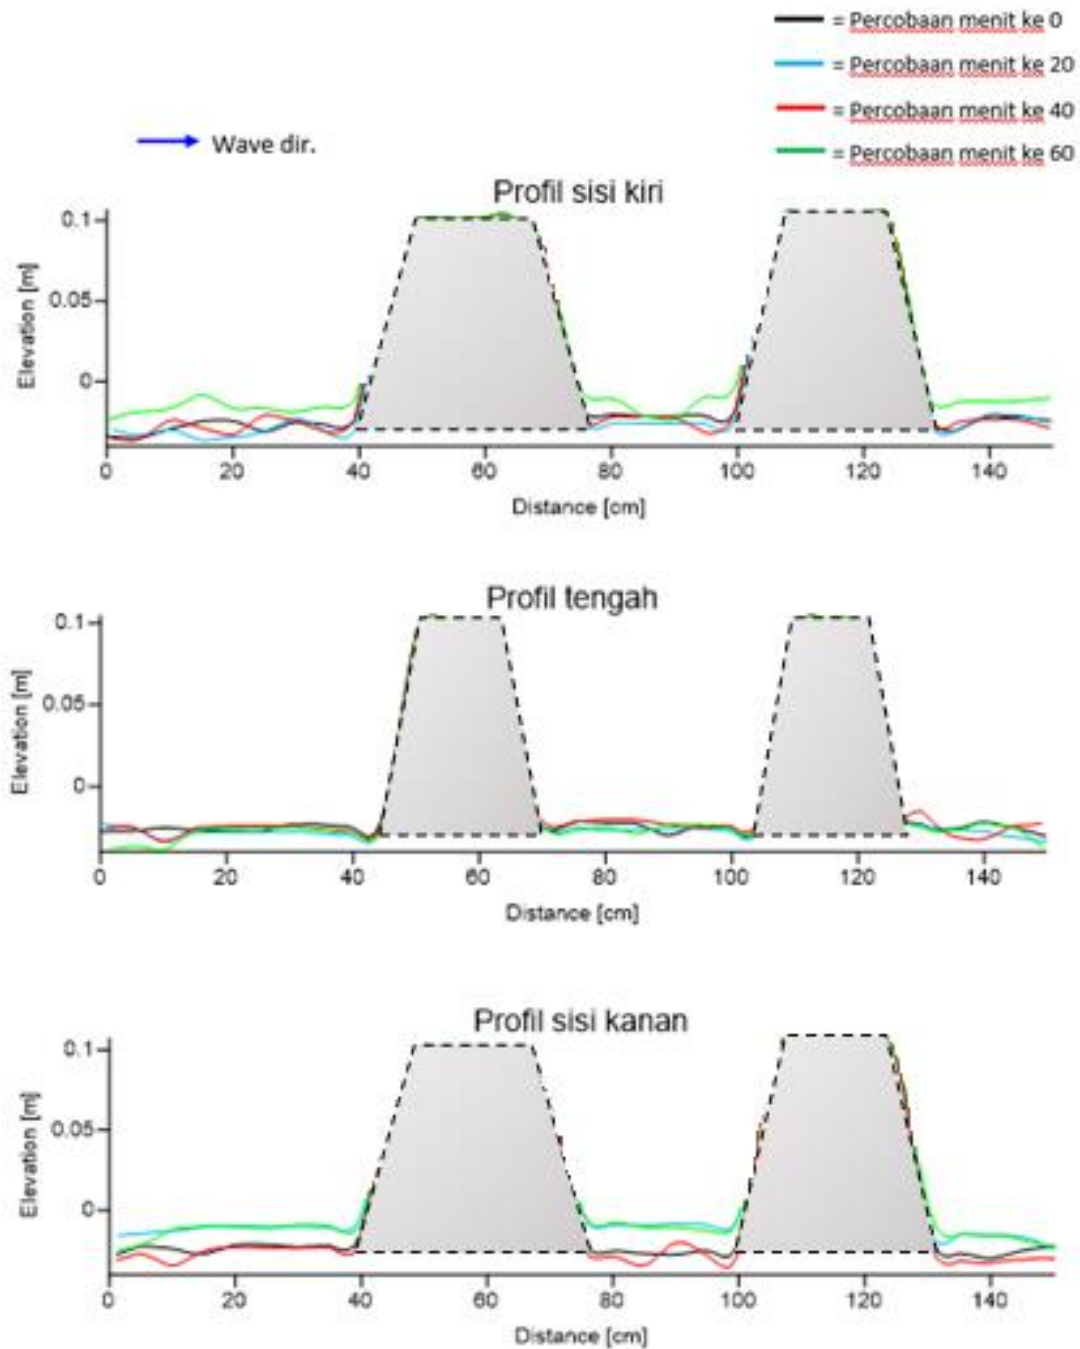 = Percobaan menit ke 0
= Percobaan menit ke 20
= Percobaan menit ke 40
= Percobaan menit ke 60
Wave dir.
Profil sisi kiri
Elevation [m]
0.1
0.05
0
0 20 40 60 80 100 120 140
Distance [cm]
Profil tengah
Elevation [m]
0.1
0.05
0
0 20 40 60 80 100 120 140
Distance [cm]
Profil sisi kanan
Elevation [m]
0.1
0.05
0
0 20 40 60 80 100 120 140
Distance [cm]